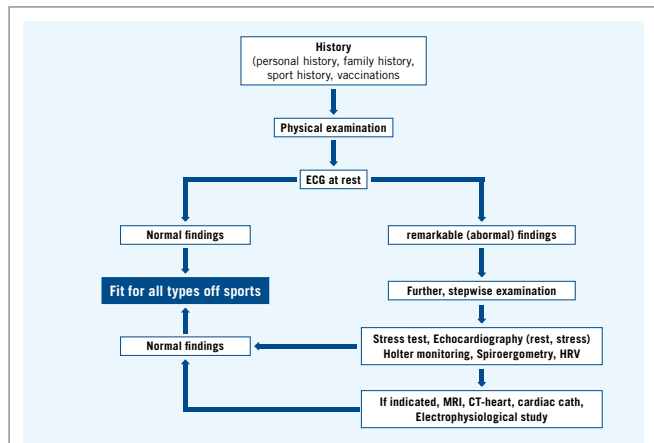 History
(personal history, family history,
sport history, vaccinations
Physical examination
ECG at rest
Normal findings
remarkable (abormal) findings
Fit for all types off sports
Further, stepwise examination
Normal findings
Stress test, Echocardiography (rest, stress)
Holter monitoring, Spiroergometry, HRV
If indicated, MRI, CT-heart, cardiac cath,
Electrophysiological study